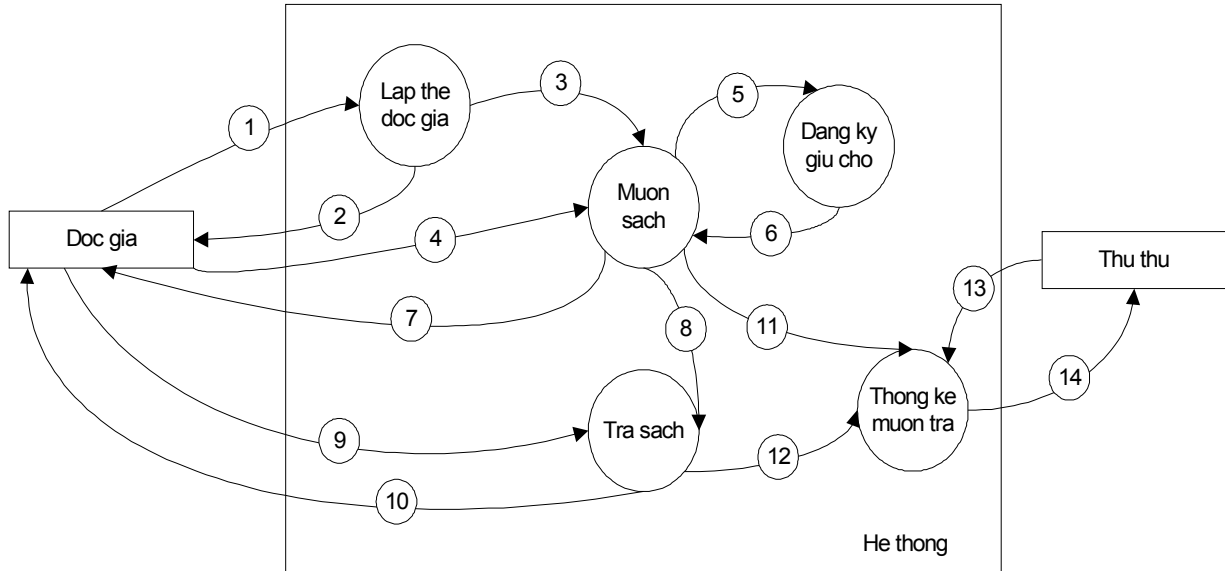 Lap the
doc gia
3
5
1
Dang ky
giu cho
Muon
sach
2
4
6
Doc gia
Thu thu
13
7
8
11
14
Thong ke
muon tra
Tra sach
9
12
10
He thong